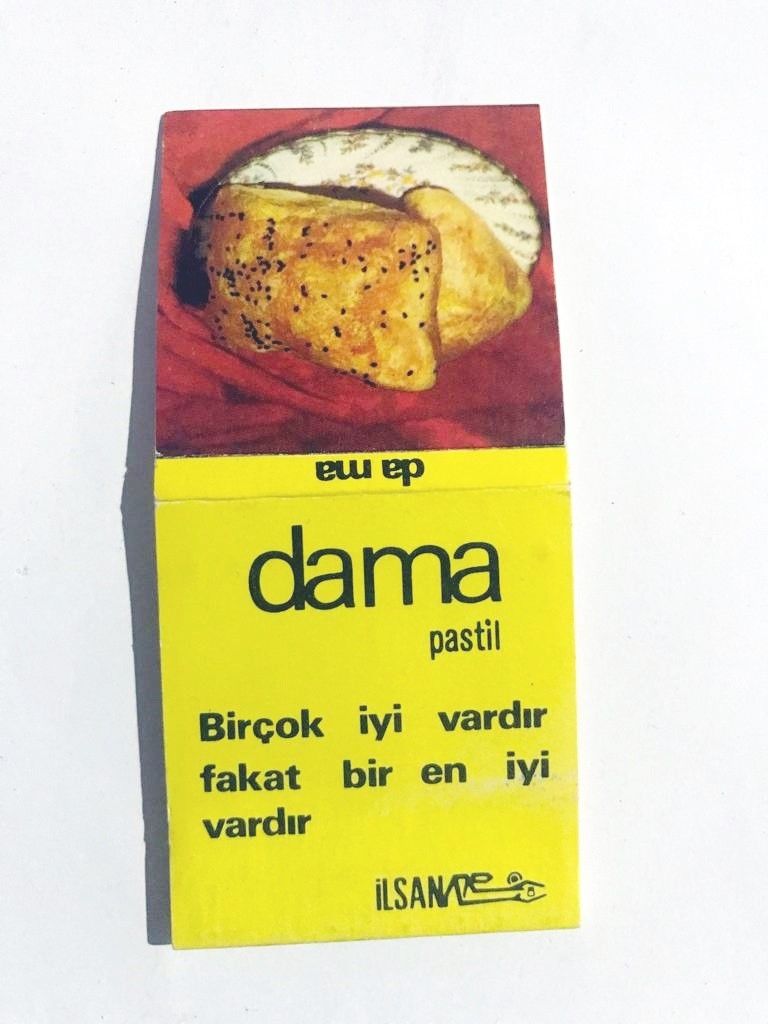 da ma
dama
pastil
Birçok iyi vardır
fakat bir en iyi
vardır
İLSAN